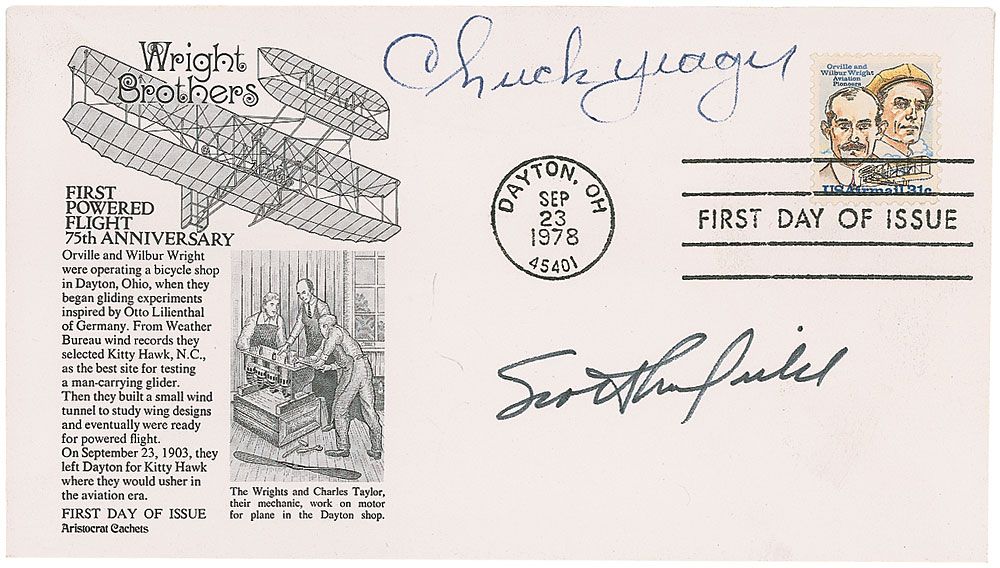 Wright
Brothers
FIRST
POWERED
FLIGHT
75th ANNIVERSARY
Orville and Wilbur Wright
were operating a bicycle shop
in Dayton, Ohio, when they
began gliding experiments
inspired by Otto Lilienthal
of Germany. From Weather
Bureau wind records they
selected Kitty Hawk, N.C.,
as the best site for testing
a man-carrying glider.
Then they built a small wind
tunnel to study wing designs
and eventually were ready
for powered flight.
On September 23, 1903, they
left Dayton for Kitty Hawk
where they would usher in
the aviation era.
FIRST DAY OF ISSUE
Aristocrat Cachets
The Wrights and Charles Taylor,
their mechanic, work on motor
for plane in the Dayton shop.
Chuck Yeager
Orville and
Wilbur Wright
Aviation
Pioneers
USAirmail 31c
DAYTON, OH
SEP
23
1978
45401
FIRST DAY OF ISSUE
Scott Crossfield